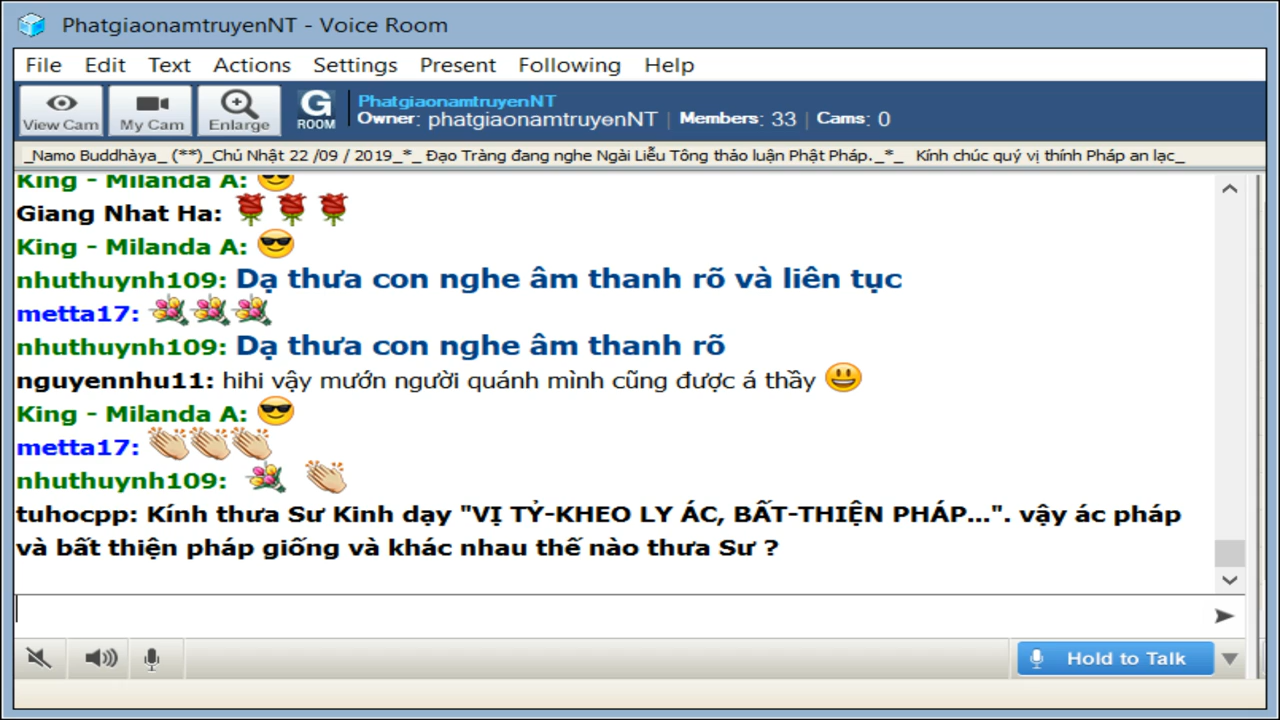 PhatgiaonamtruyenNT - Voice Room
File Edit Text Actions Settings Present Following Help
View Cam My Cam Enlarge G ROOM PhatgiaonamtruyenNT
Owner: phatgiaonamtruyenNT | Members: 33 | Cams: 0
_Namo Buddhàya_ (**)_Chủ Nhật 22 /09 / 2019_*_ Đạo Tràng đang nghe Ngài Liễu Tông thảo luận Phật Pháp._*_ Kính chúc quý vị thính Pháp an lạc_
King - Milanda A:
Giang Nhat Ha:
King - Milanda A:
nhuthuynh109: Dạ thưa con nghe âm thanh rõ và liên tục
metta17:
nhuthuynh109: Dạ thưa con nghe âm thanh rõ
nguyennhu11: hihi vậy mướn người quánh mình cũng được á thầy
King - Milanda A:
metta17:
nhuthuynh109:
tuhocpp: Kính thưa Sư Kinh dạy "VỊ TỶ-KHEO LY ÁC, BẤT-THIỆN PHÁP...". vậy ác pháp
và bất thiện pháp giống và khác nhau thế nào thưa Sư ?
Hold to Talk